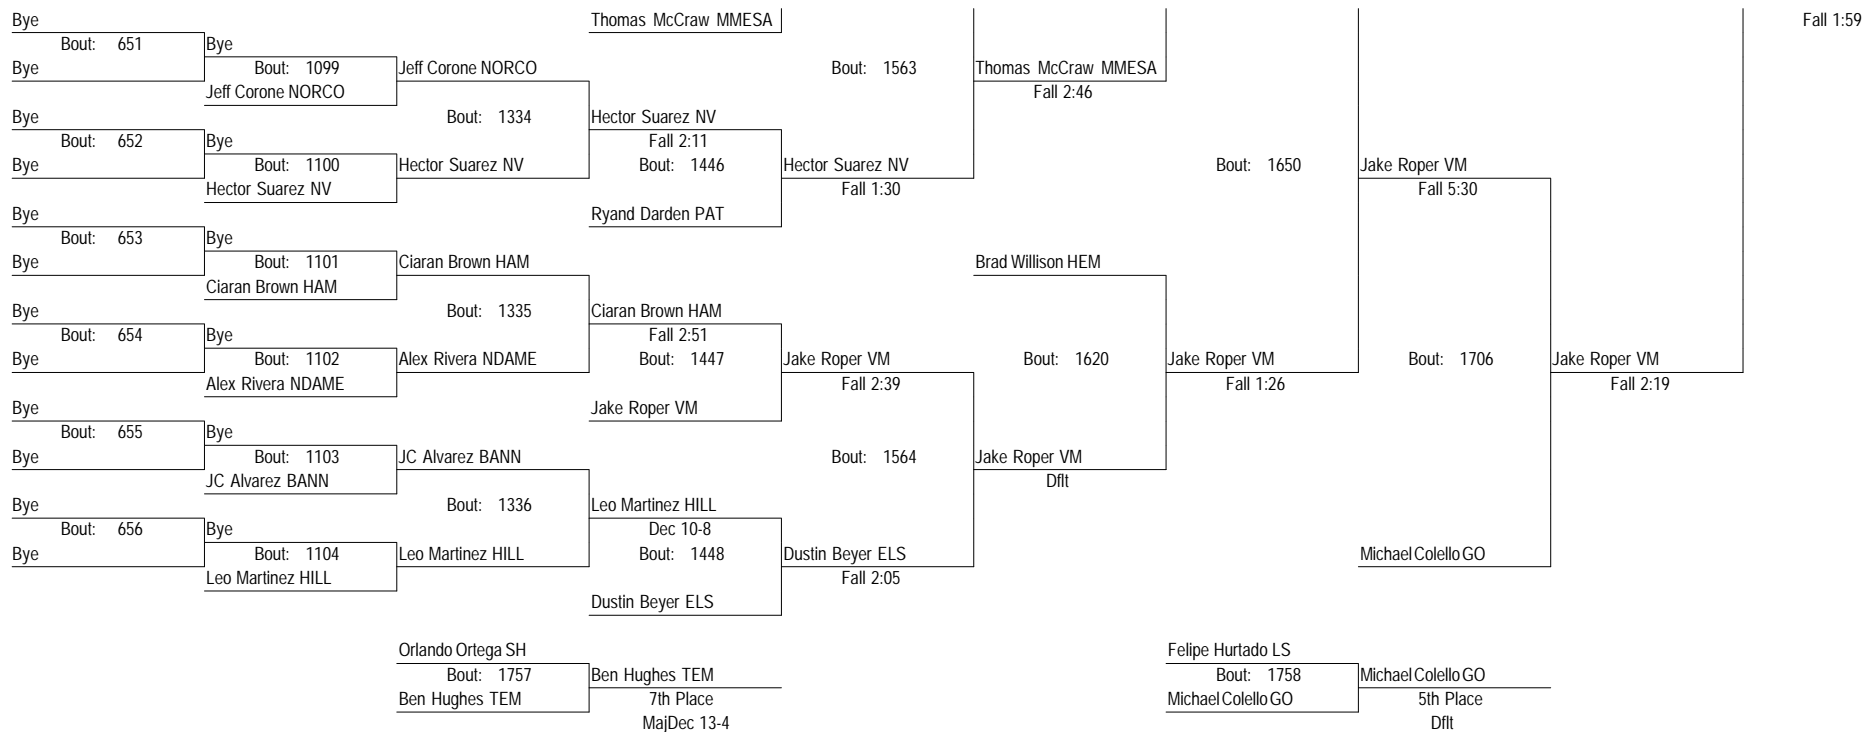 Bye
Thomas McCraw MMESA
Fall 1:59
Bout: 651
Bye
Bye
Bout: 1099
Jeff Corone NORCO
Bout: 1563
Thomas McCraw MMESA
Jeff Corone NORCO
Fall 2:46
Bye
Bout: 1334
Hector Suarez NV
Bout: 652
Bye
Fall 2:11
Bye
Bout: 1100
Hector Suarez NV
Bout: 1446
Hector Suarez NV
Bout: 1650
Jake Roper VM
Hector Suarez NV
Fall 1:30
Fall 5:30
Bye
Ryand Darden PAT
Bout: 653
Bye
Bye
Bout: 1101
Ciaran Brown HAM
Brad Willison HEM
Ciaran Brown HAM
Bye
Bout: 1335
Ciaran Brown HAM
Bout: 654
Bye
Fall 2:51
Bye
Bout: 1102
Alex Rivera NDAME
Bout: 1447
Jake Roper VM
Bout: 1620
Jake Roper VM
Bout: 1706
Jake Roper VM
Alex Rivera NDAME
Fall 2:39
Fall 1:26
Fall 2:19
Bye
Jake Roper VM
Bout: 655
Bye
Bye
Bout: 1103
JC Alvarez BANN
Bout: 1564
Jake Roper VM
JC Alvarez BANN
Dflt
Bye
Bout: 1336
Leo Martinez HILL
Bout: 656
Bye
Dec 10-8
Bye
Bout: 1104
Leo Martinez HILL
Bout: 1448
Dustin Beyer ELS
Michael Colello GO
Leo Martinez HILL
Fall 2:05
Dustin Beyer ELS
Orlando Ortega SH
Felipe Hurtado LS
Bout: 1757
Ben Hughes TEM
Bout: 1758
Michael Colello GO
Ben Hughes TEM
7th Place
Michael Colello GO
5th Place
MajDec 13-4
Dflt